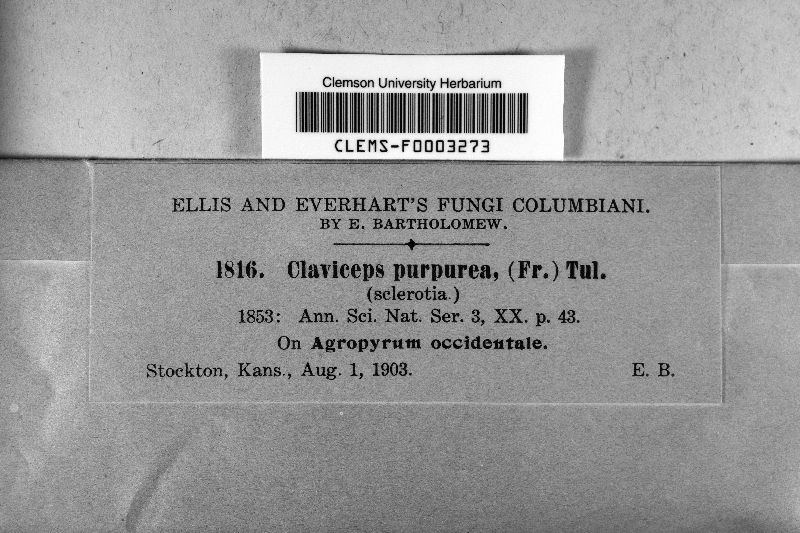 Clemson University Herbarium
CLEMS-F0003273
ELLIS AND EVERHART'S FUNGI COLUMBIANI.
BY E. BARTHOLOMEW.
1816. Claviceps purpurea, (Fr.) Tul.
(sclerotia.)
1853: Ann. Sci. Nat. Ser. 3, XX. p. 43.
On Agropyrum occidentale.
Stockton, Kans., Aug. 1, 1903. E. B.